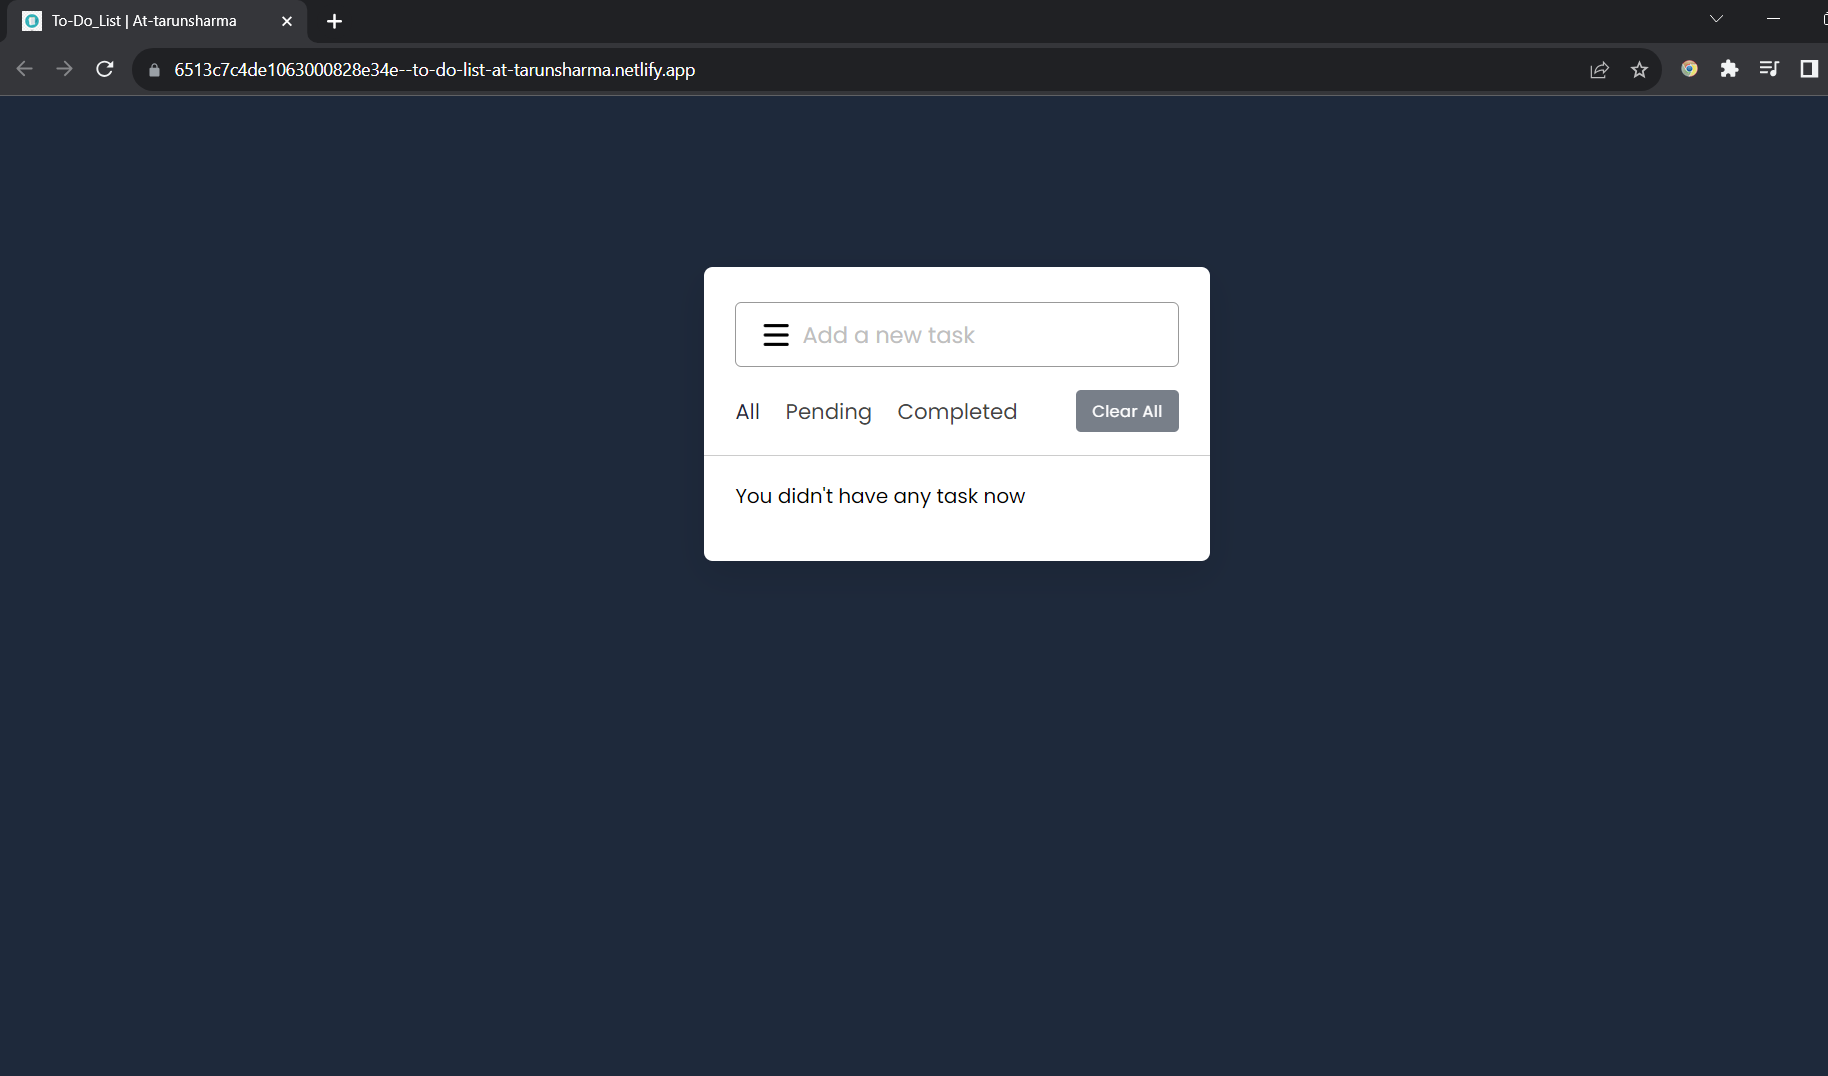 To-Do_List | At-tarunsharma
6513c7c4de1063000828e34e--to-do-list-at-tarunsharma.netlify.app
Add a new task
All Pending Completed Clear All
You didn't have any task now